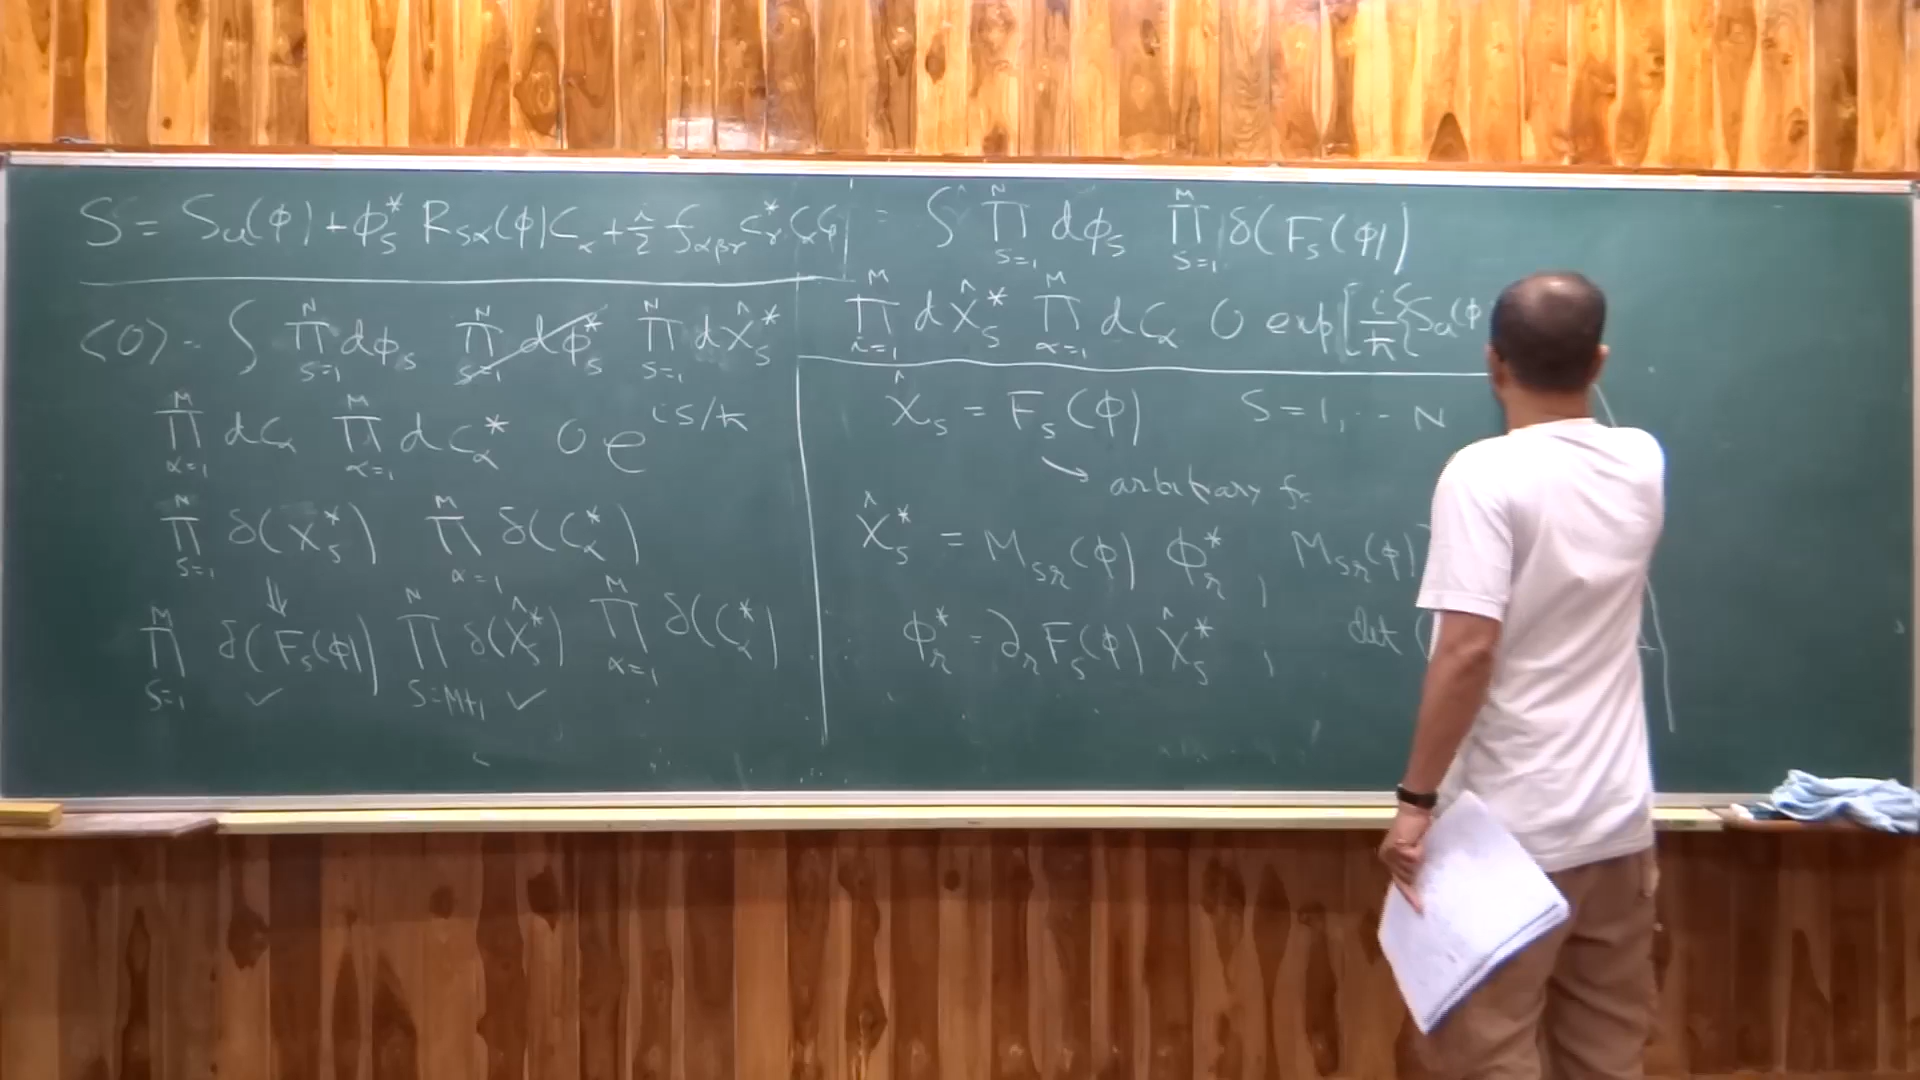 S = S_cl(φ) + φ*_s R_sα(φ) C_α + i/2 f_αβγ C*_γ C_α C_β
<O> = ∫ ∏_{s=1}^{N} dφ_s ∏_{s=1}^{N} dφ*_s ∏_{s=1}^{N} dX̂*_s
∏_{α=1}^{M} dC_α ∏_{α=1}^{M} dC*_α O e^{iS/ħ}
∏_{s=1}^{N} δ(X*_s) ∏_{α=1}^{M} δ(C*_α)
⇓
∏_{s=1}^{M} δ(F_s(φ)) ∏_{s=M+1}^{N} δ(X̂*_s) ∏_{α=1}^{M} δ(C*_α)
✓ ✓
= ∫ ∏_{s=1}^{N} dφ_s ∏_{s=1}^{M} δ(F_s(φ))
∏_{i=1}^{M} dX̂*_s ∏_{α=1}^{M} dC_α O exp[i/ħ {S_cl(φ
X̂_s = F_s(φ) S = 1, ·· N
→ arbitrary fn
X̂*_s = M_sr(φ) φ*_r , M_sr(φ)
φ*_r = ∂_r F_s(φ) X̂*_s , det (